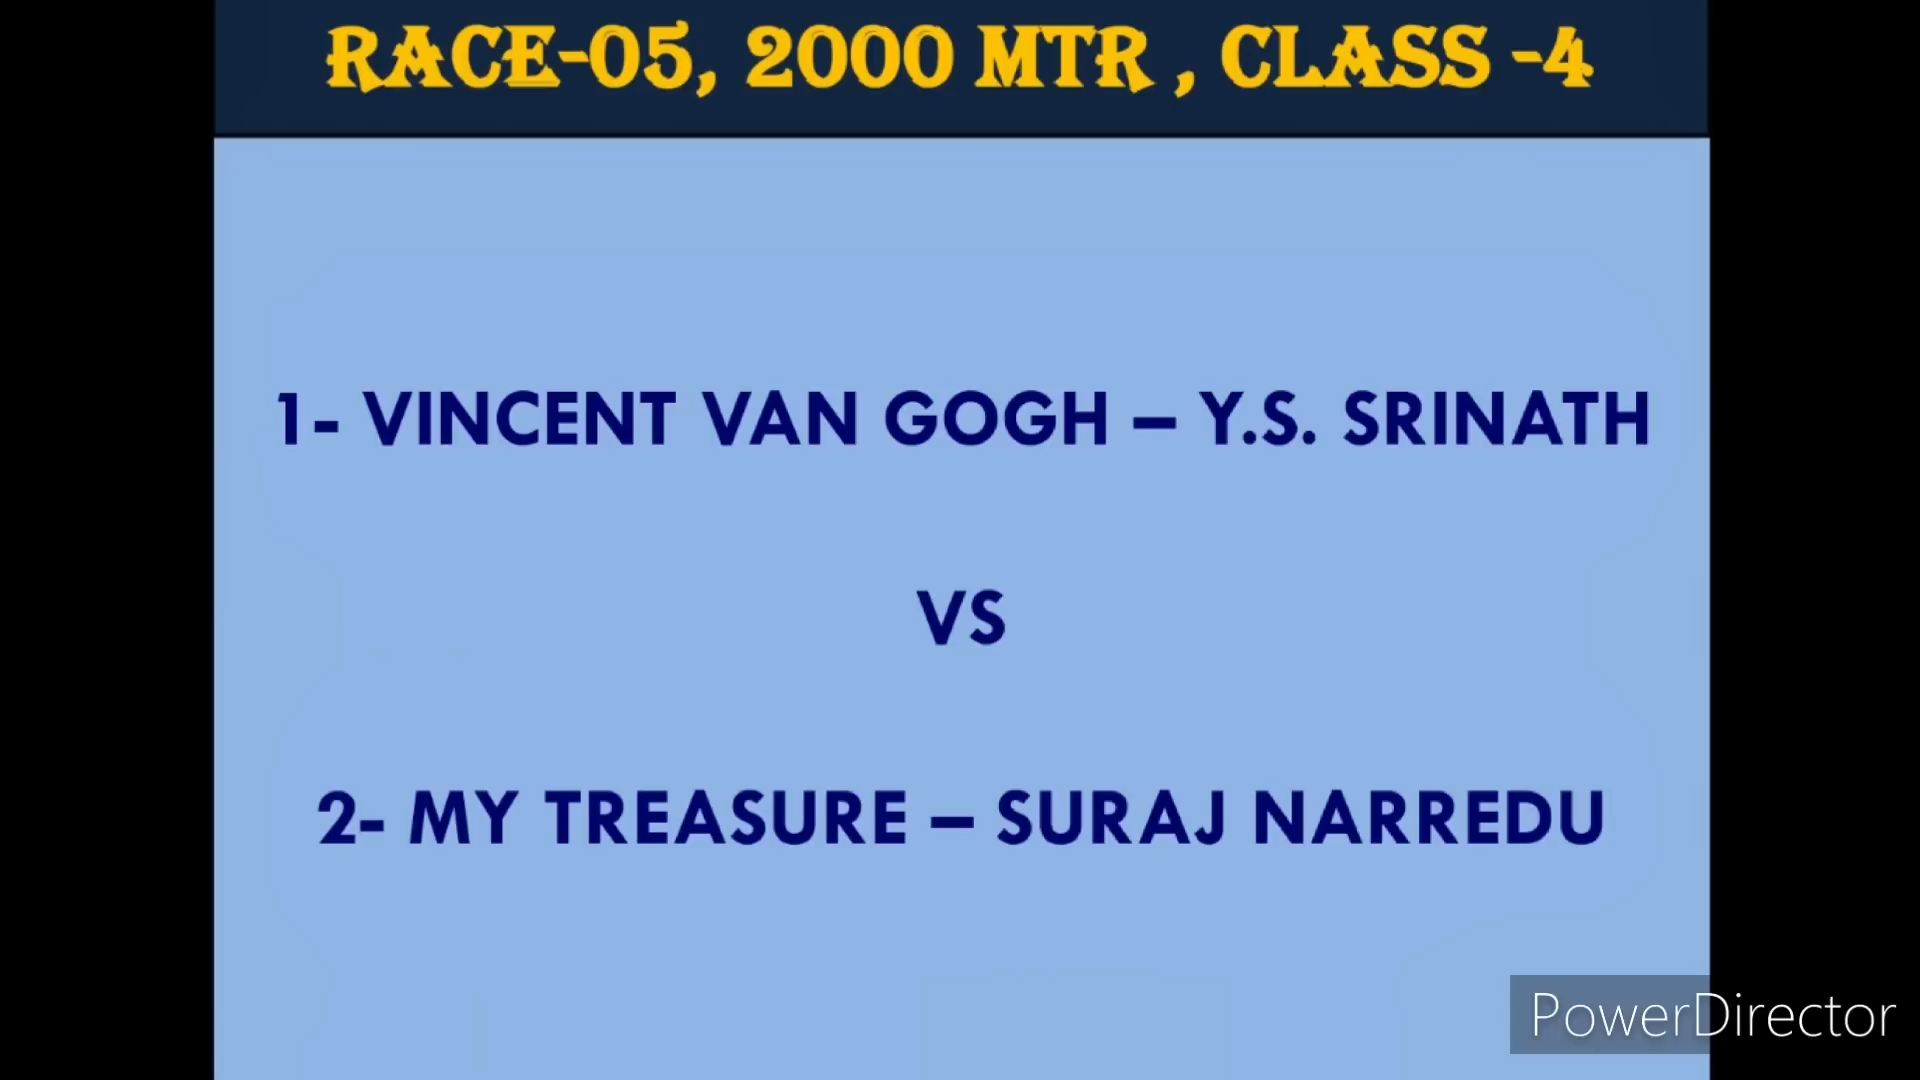 RACE-05, 2000 MTR , CLASS -4
1- VINCENT VAN GOGH – Y.S. SRINATH
VS
2- MY TREASURE – SURAJ NARREDU
PowerDirector